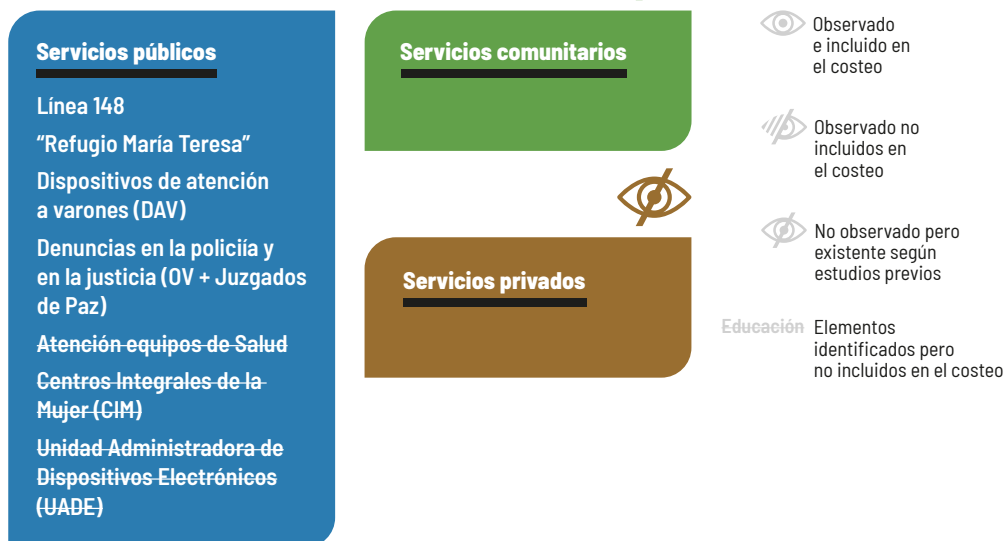 Servicios públicos
Línea 148
“Refugio María Teresa”
Dispositivos de atención
a varones (DAV)
Denuncias en la policiía y
en la justicia (OV + Juzgados
de Paz)
Atención equipos de Salud
Centros Integrales de la
Mujer (CIM)
Unidad Administradora de
Dispositivos Electrónicos
(UADE)
Servicios comunitarios
Servicios privados
Observado
e incluido en
el costeo
Observado no
incluidos en
el costeo
No observado pero
existente según
estudios previos
Educación Elementos
identificados pero
no incluidos en el costeo